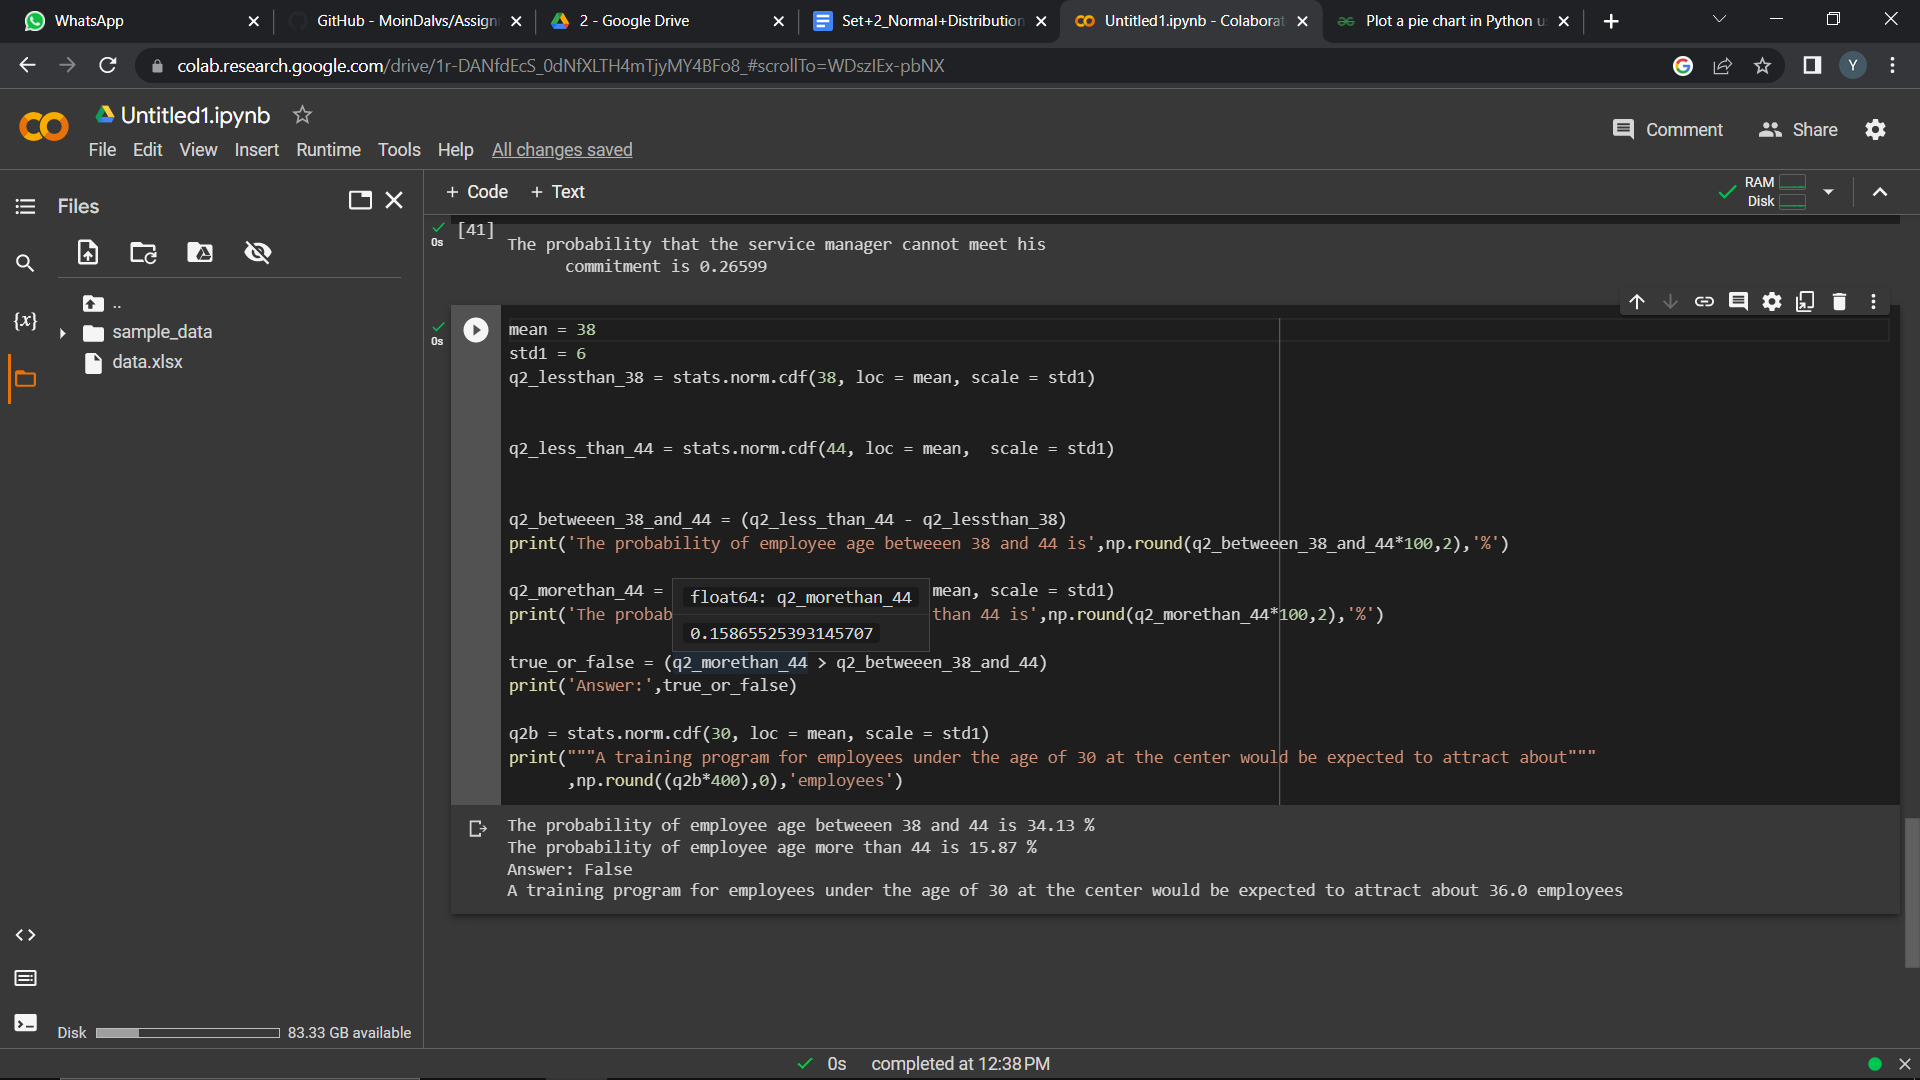 WhatsApp
GitHub - MoinDalvs/Assign
2 - Google Drive
Set+2_Normal+Distribution
Untitled1.ipynb - Colaborat
Plot a pie chart in Python u
colab.research.google.com/drive/1r-DANfdEcS_0dNfXLTH4mTjyMY4BFo8_#scrollTo=WDszIEx-pbNX
Y
Untitled1.ipynb
Comment
Share
File Edit View Insert Runtime Tools Help All changes saved
Files
+ Code + Text
RAM
Disk
..
sample_data
data.xlsx
{x}
0s
[41]
The probability that the service manager cannot meet his
commitment is 0.26599
0s
mean = 38
std1 = 6
q2_lessthan_38 = stats.norm.cdf(38, loc = mean, scale = std1)
q2_less_than_44 = stats.norm.cdf(44, loc = mean,  scale = std1)
q2_betweeen_38_and_44 = (q2_less_than_44 - q2_lessthan_38)
print('The probability of employee age betweeen 38 and 44 is',np.round(q2_betweeen_38_and_44*100,2),'%')
q2_morethan_44 = mean, scale = std1)
float64: q2_morethan_44
print('The probab than 44 is',np.round(q2_morethan_44*100,2),'%')
0.15865525393145707
true_or_false = (q2_morethan_44 > q2_betweeen_38_and_44)
print('Answer:',true_or_false)
q2b = stats.norm.cdf(30, loc = mean, scale = std1)
print("""A training program for employees under the age of 30 at the center would be expected to attract about"""
,np.round((q2b*400),0),'employees')
The probability of employee age betweeen 38 and 44 is 34.13 %
The probability of employee age more than 44 is 15.87 %
Answer: False
A training program for employees under the age of 30 at the center would be expected to attract about 36.0 employees
Disk 83.33 GB available
0s completed at 12:38 PM